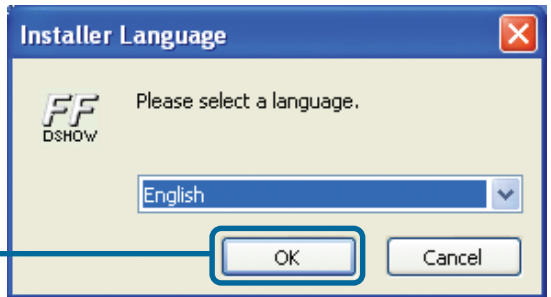 Installer Language
FF
DSHOW
Please select a language.
English
OK
Cancel